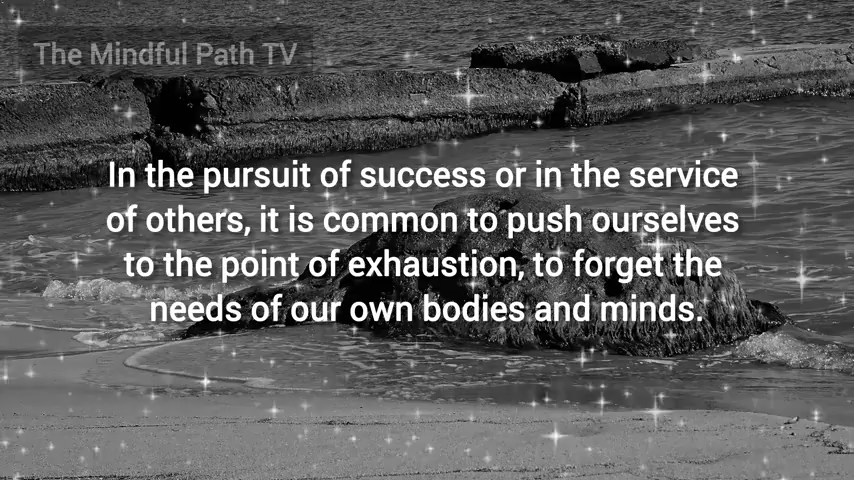 The Mindful Path TV
In the pursuit of success or in the service
of others, it is common to push ourselves
to the point of exhaustion, to forget the
needs of our own bodies and minds.